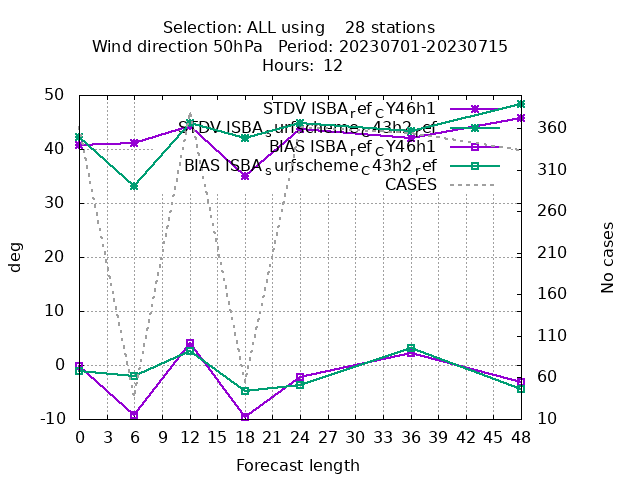 Selection: ALL using    28 stations
Wind direction 50hPa   Period: 20230701-20230715
Hours:  12
STDV ISBA_ref_CY46h1
STDV ISBA_surfscheme_C43h2_ref
BIAS ISBA_ref_CY46h1
BIAS ISBA_surfscheme_C43h2_ref
CASES
50
40
30
20
10
0
-10
deg
360
310
260
210
160
110
60
10
No cases
0 3 6 9 12 15 18 21 24 27 30 33 36 39 42 45 48
Forecast length